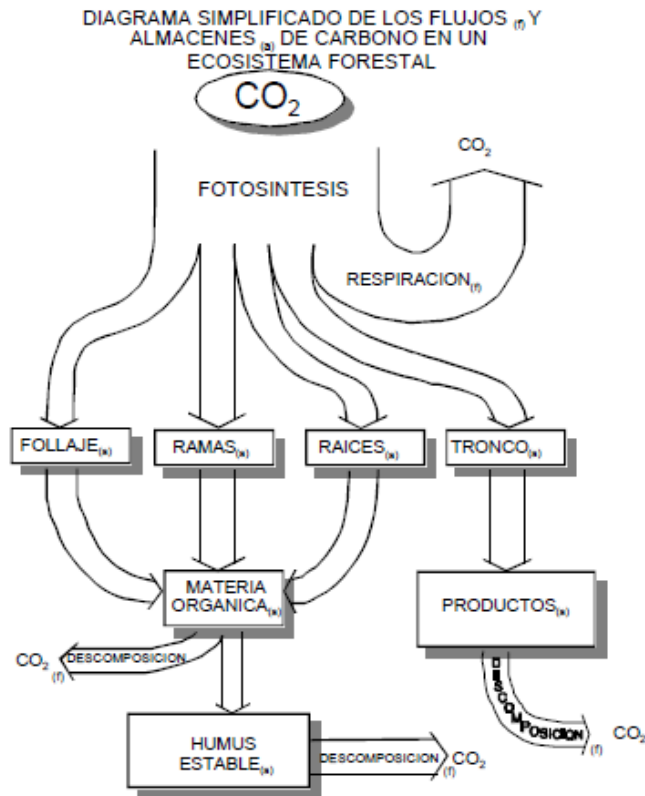 DIAGRAMA SIMPLIFICADO DE LOS FLUJOS (f) Y
ALMACENES (a) DE CARBONO EN UN
ECOSISTEMA FORESTAL
CO2
CO2
FOTOSINTESIS
RESPIRACION(f)
FOLLAJE(a)
RAMAS(a)
RAICES(a)
TRONCO(a)
MATERIA
ORGANICA(a)
PRODUCTOS(a)
DESCOMPOSICION
CO2 (f)
DESCOMPOSICION
(f) CO2
HUMUS
ESTABLE(a)
DESCOMPOSICION
(f) CO2